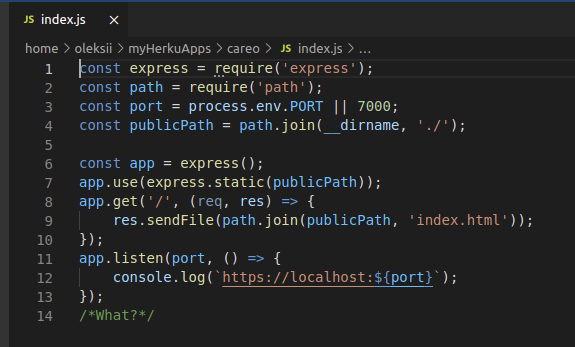 JS index.js ×
home > oleksii > myHerkuApps > careo > JS index.js > ...
1 const express = require('express');
2 const path = require('path');
3 const port = process.env.PORT || 7000;
4 const publicPath = path.join(__dirname, './');
5
6 const app = express();
7 app.use(express.static(publicPath));
8 app.get('/', (req, res) => {
9     res.sendFile(path.join(publicPath, 'index.html'));
10 });
11 app.listen(port, () => {
12     console.log(`https://localhost:${port}`);
13 });
14 /*What?*/